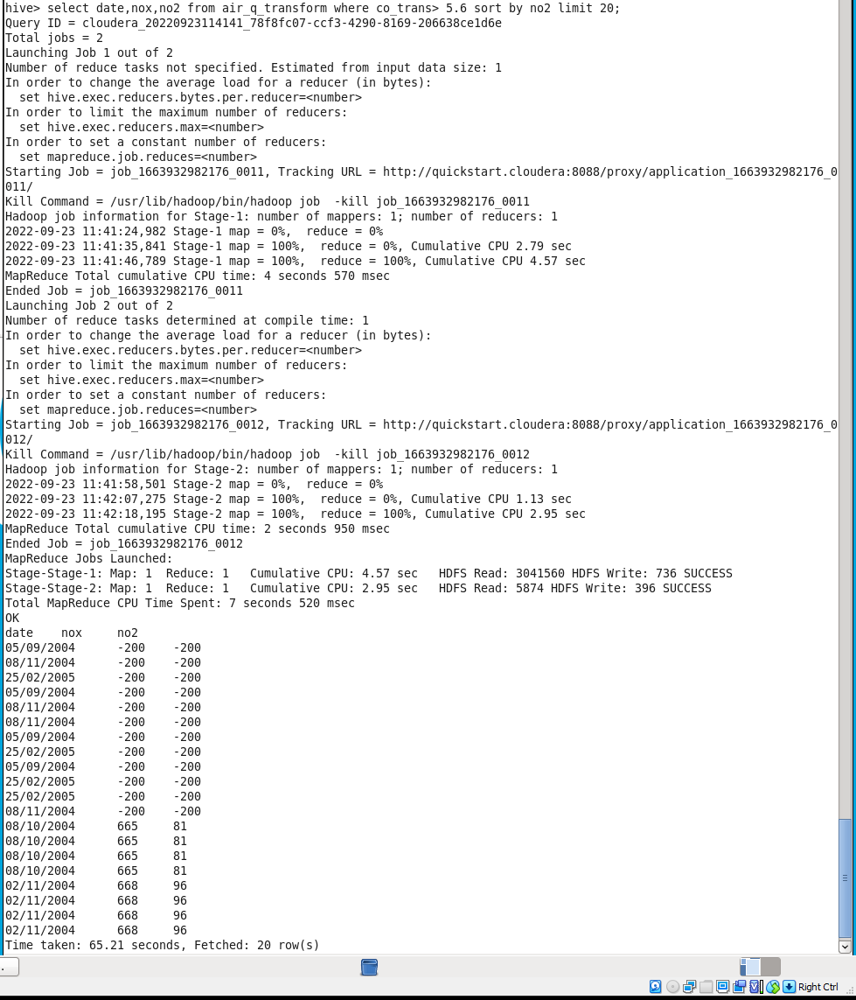 hive> select date,nox,no2 from air_q_transform where co_trans> 5.6 sort by no2 limit 20;
Query ID = cloudera_20220923114141_78f8fc07-ccf3-4290-8169-206638ce1d6e
Total jobs = 2
Launching Job 1 out of 2
Number of reduce tasks not specified. Estimated from input data size: 1
In order to change the average load for a reducer (in bytes):
  set hive.exec.reducers.bytes.per.reducer=<number>
In order to limit the maximum number of reducers:
  set hive.exec.reducers.max=<number>
In order to set a constant number of reducers:
  set mapreduce.job.reduces=<number>
Starting Job = job_1663932982176_0011, Tracking URL = http://quickstart.cloudera:8088/proxy/application_1663932982176_0
011/
Kill Command = /usr/lib/hadoop/bin/hadoop job  -kill job_1663932982176_0011
Hadoop job information for Stage-1: number of mappers: 1; number of reducers: 1
2022-09-23 11:41:24,982 Stage-1 map = 0%,  reduce = 0%
2022-09-23 11:41:35,841 Stage-1 map = 100%,  reduce = 0%, Cumulative CPU 2.79 sec
2022-09-23 11:41:46,789 Stage-1 map = 100%,  reduce = 100%, Cumulative CPU 4.57 sec
MapReduce Total cumulative CPU time: 4 seconds 570 msec
Ended Job = job_1663932982176_0011
Launching Job 2 out of 2
Number of reduce tasks determined at compile time: 1
In order to change the average load for a reducer (in bytes):
  set hive.exec.reducers.bytes.per.reducer=<number>
In order to limit the maximum number of reducers:
  set hive.exec.reducers.max=<number>
In order to set a constant number of reducers:
  set mapreduce.job.reduces=<number>
Starting Job = job_1663932982176_0012, Tracking URL = http://quickstart.cloudera:8088/proxy/application_1663932982176_0
012/
Kill Command = /usr/lib/hadoop/bin/hadoop job  -kill job_1663932982176_0012
Hadoop job information for Stage-2: number of mappers: 1; number of reducers: 1
2022-09-23 11:41:58,501 Stage-2 map = 0%,  reduce = 0%
2022-09-23 11:42:07,275 Stage-2 map = 100%,  reduce = 0%, Cumulative CPU 1.13 sec
2022-09-23 11:42:18,195 Stage-2 map = 100%,  reduce = 100%, Cumulative CPU 2.95 sec
MapReduce Total cumulative CPU time: 2 seconds 950 msec
Ended Job = job_1663932982176_0012
MapReduce Jobs Launched:
Stage-Stage-1: Map: 1  Reduce: 1   Cumulative CPU: 4.57 sec   HDFS Read: 3041560 HDFS Write: 736 SUCCESS
Stage-Stage-2: Map: 1  Reduce: 1   Cumulative CPU: 2.95 sec   HDFS Read: 5874 HDFS Write: 396 SUCCESS
Total MapReduce CPU Time Spent: 7 seconds 520 msec
OK
date    nox     no2
05/09/2004      -200    -200
08/11/2004      -200    -200
25/02/2005      -200    -200
05/09/2004      -200    -200
08/11/2004      -200    -200
08/11/2004      -200    -200
05/09/2004      -200    -200
25/02/2005      -200    -200
05/09/2004      -200    -200
25/02/2005      -200    -200
25/02/2005      -200    -200
08/11/2004      -200    -200
08/10/2004      665     81
08/10/2004      665     81
08/10/2004      665     81
08/10/2004      665     81
02/11/2004      668     96
02/11/2004      668     96
02/11/2004      668     96
02/11/2004      668     96
Time taken: 65.21 seconds, Fetched: 20 row(s)
Right Ctrl